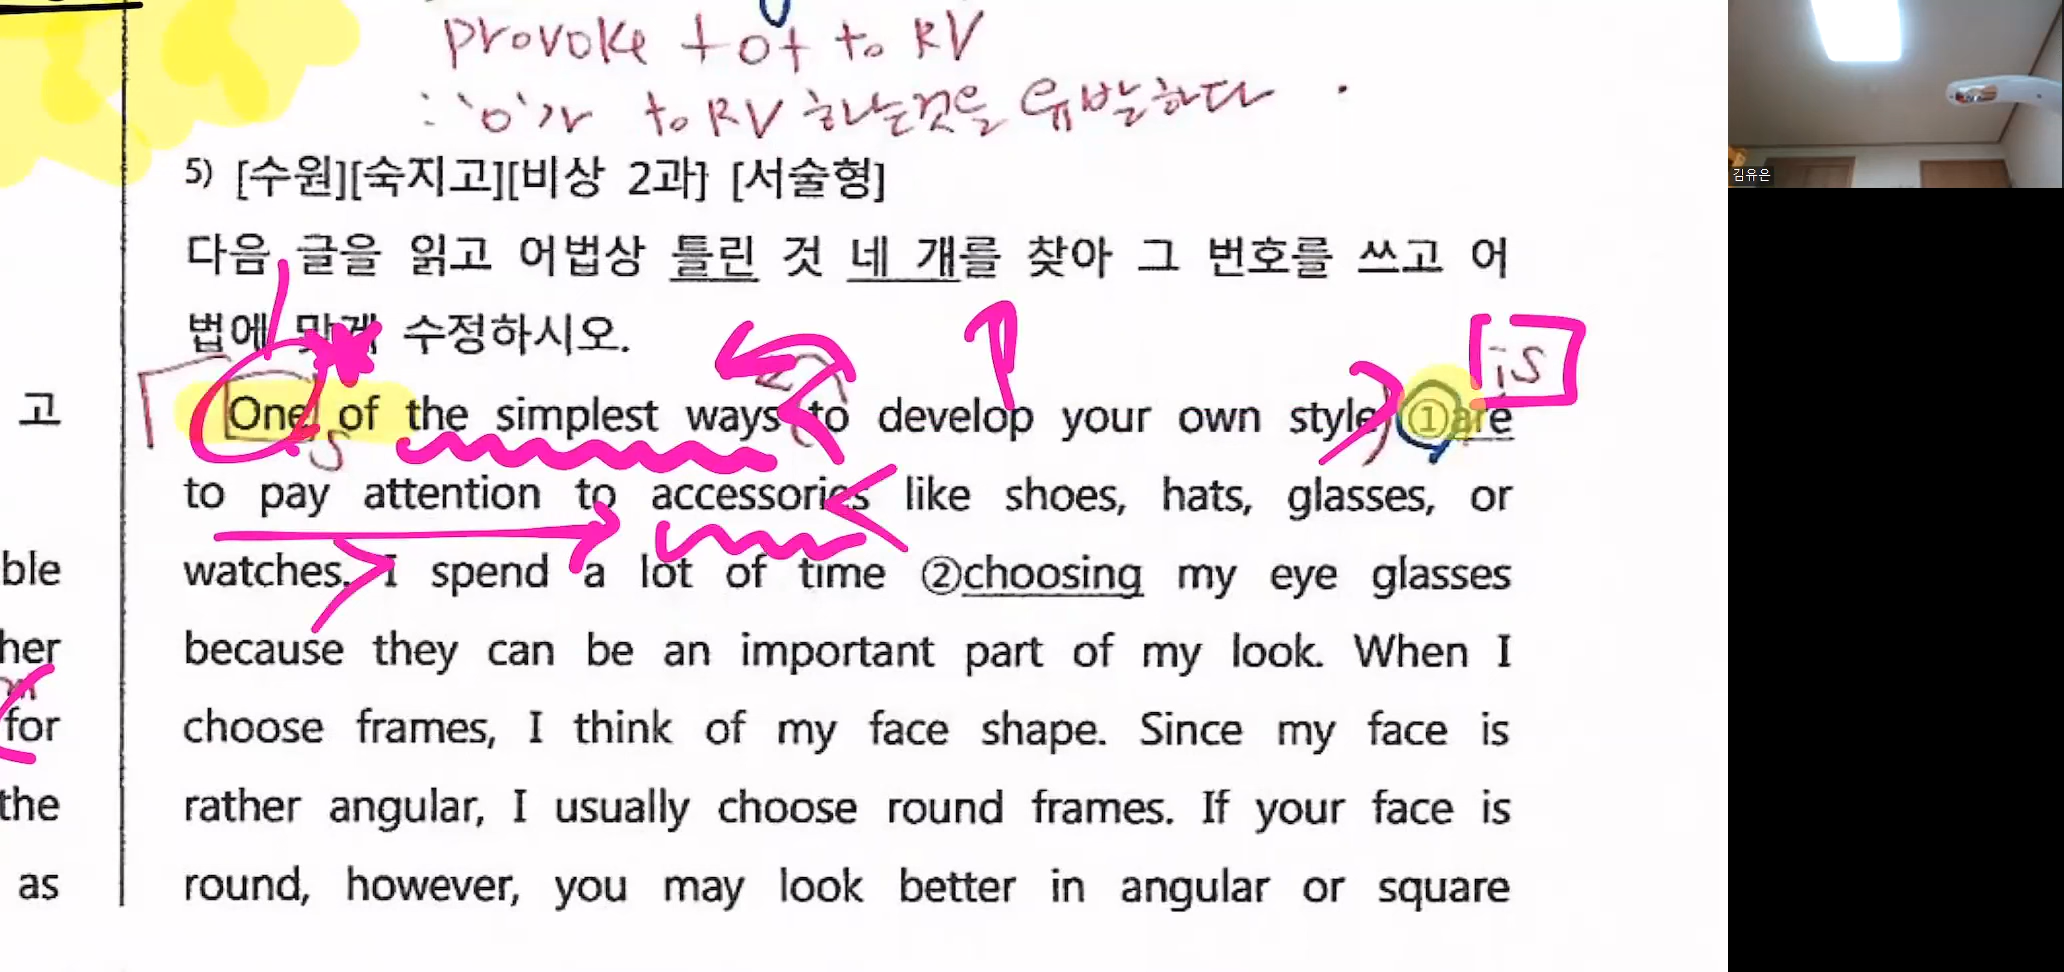 provoke + o + to RV
: 'o'가 to RV 하는것을 유발하다.
5) [수원][숙지고][비상 2과] [서술형]
다음 글을 읽고 어법상 틀린 것 네 개를 찾아 그 번호를 쓰고 어
법에 맞게 수정하시오.
is
One of the simplest ways to develop your own style ①are
S
to pay attention to accessories like shoes, hats, glasses, or
watches. I spend a lot of time ②choosing my eye glasses
because they can be an important part of my look. When I
choose frames, I think of my face shape. Since my face is
rather angular, I usually choose round frames. If your face is
round, however, you may look better in angular or square
고
ble
her
for
the
as
김유은